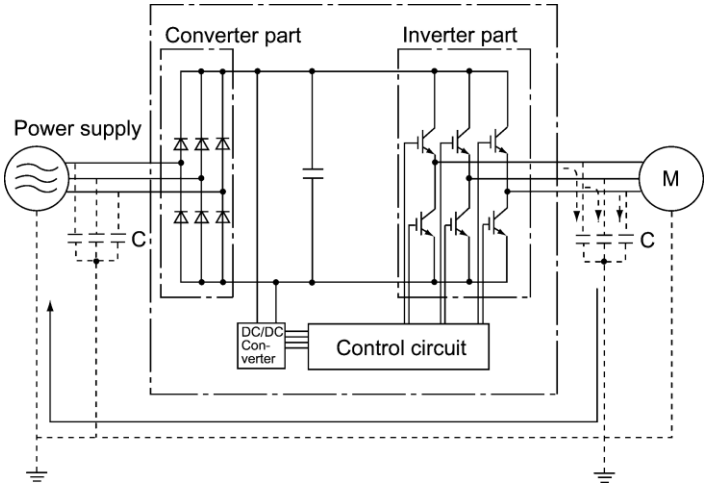 Converter part
Inverter part
Power supply
M
C
C
DC/DC
Con-
verter
Control circuit